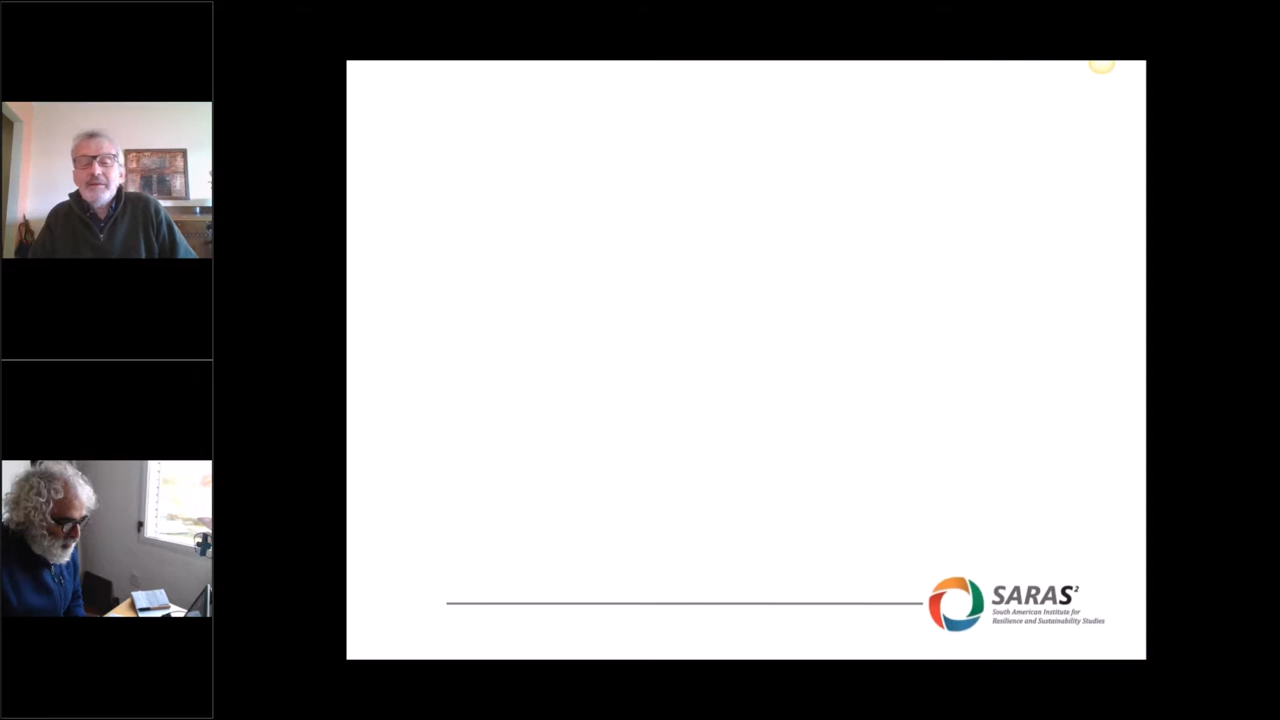 SARAS²
South American Institute for
Resilience and Sustainability Studies